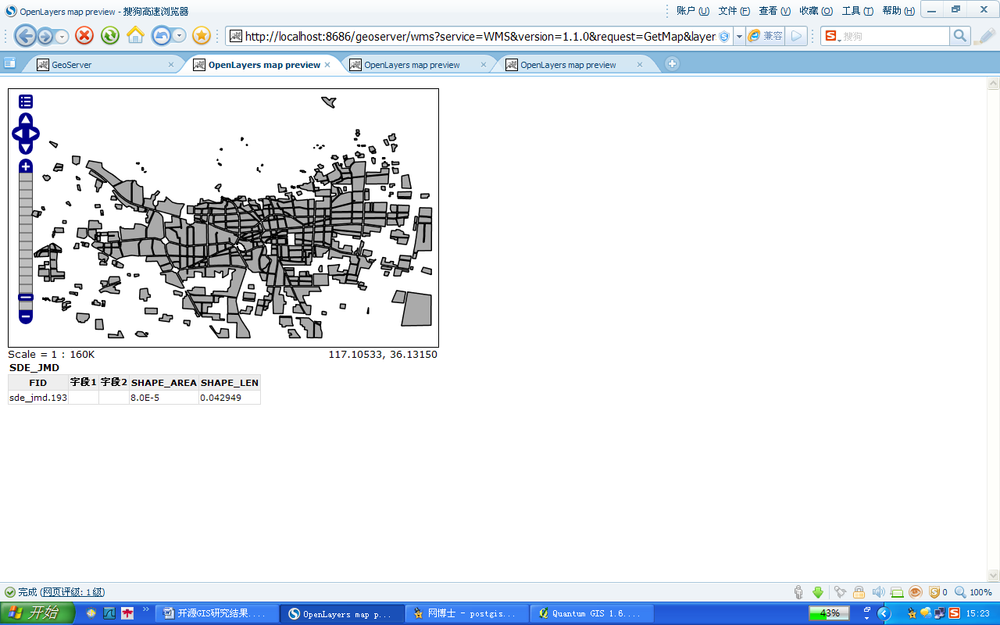 OpenLayers map preview - 搜狗高速浏览器
账户 (U) 文件 (F) 查看 (V) 收藏 (O) 工具 (T) 帮助 (H)
http://localhost:8686/geoserver/wms?service=WMS&version=1.1.0&request=GetMap&layer
兼容
搜狗
GeoServer
OpenLayers map preview
OpenLayers map preview
OpenLayers map preview
Scale = 1 : 160K
117.10533, 36.13150
SDE_JMD
FID 字段1 字段2 SHAPE_AREA SHAPE_LEN
sde_jmd.193 8.0E-5 0.042949
完成 (网页评级: 1 级)
0
100%
开始
开源GIS研究结果....
OpenLayers map p...
网博士 - postgis...
Quantum GIS 1.6....
43%
15:23